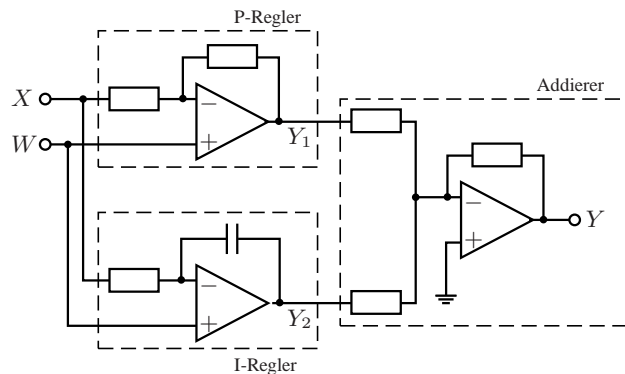 P-Regler
Addierer
X
−
+
Y1
W
−
+
Y
−
+
Y2
I-Regler